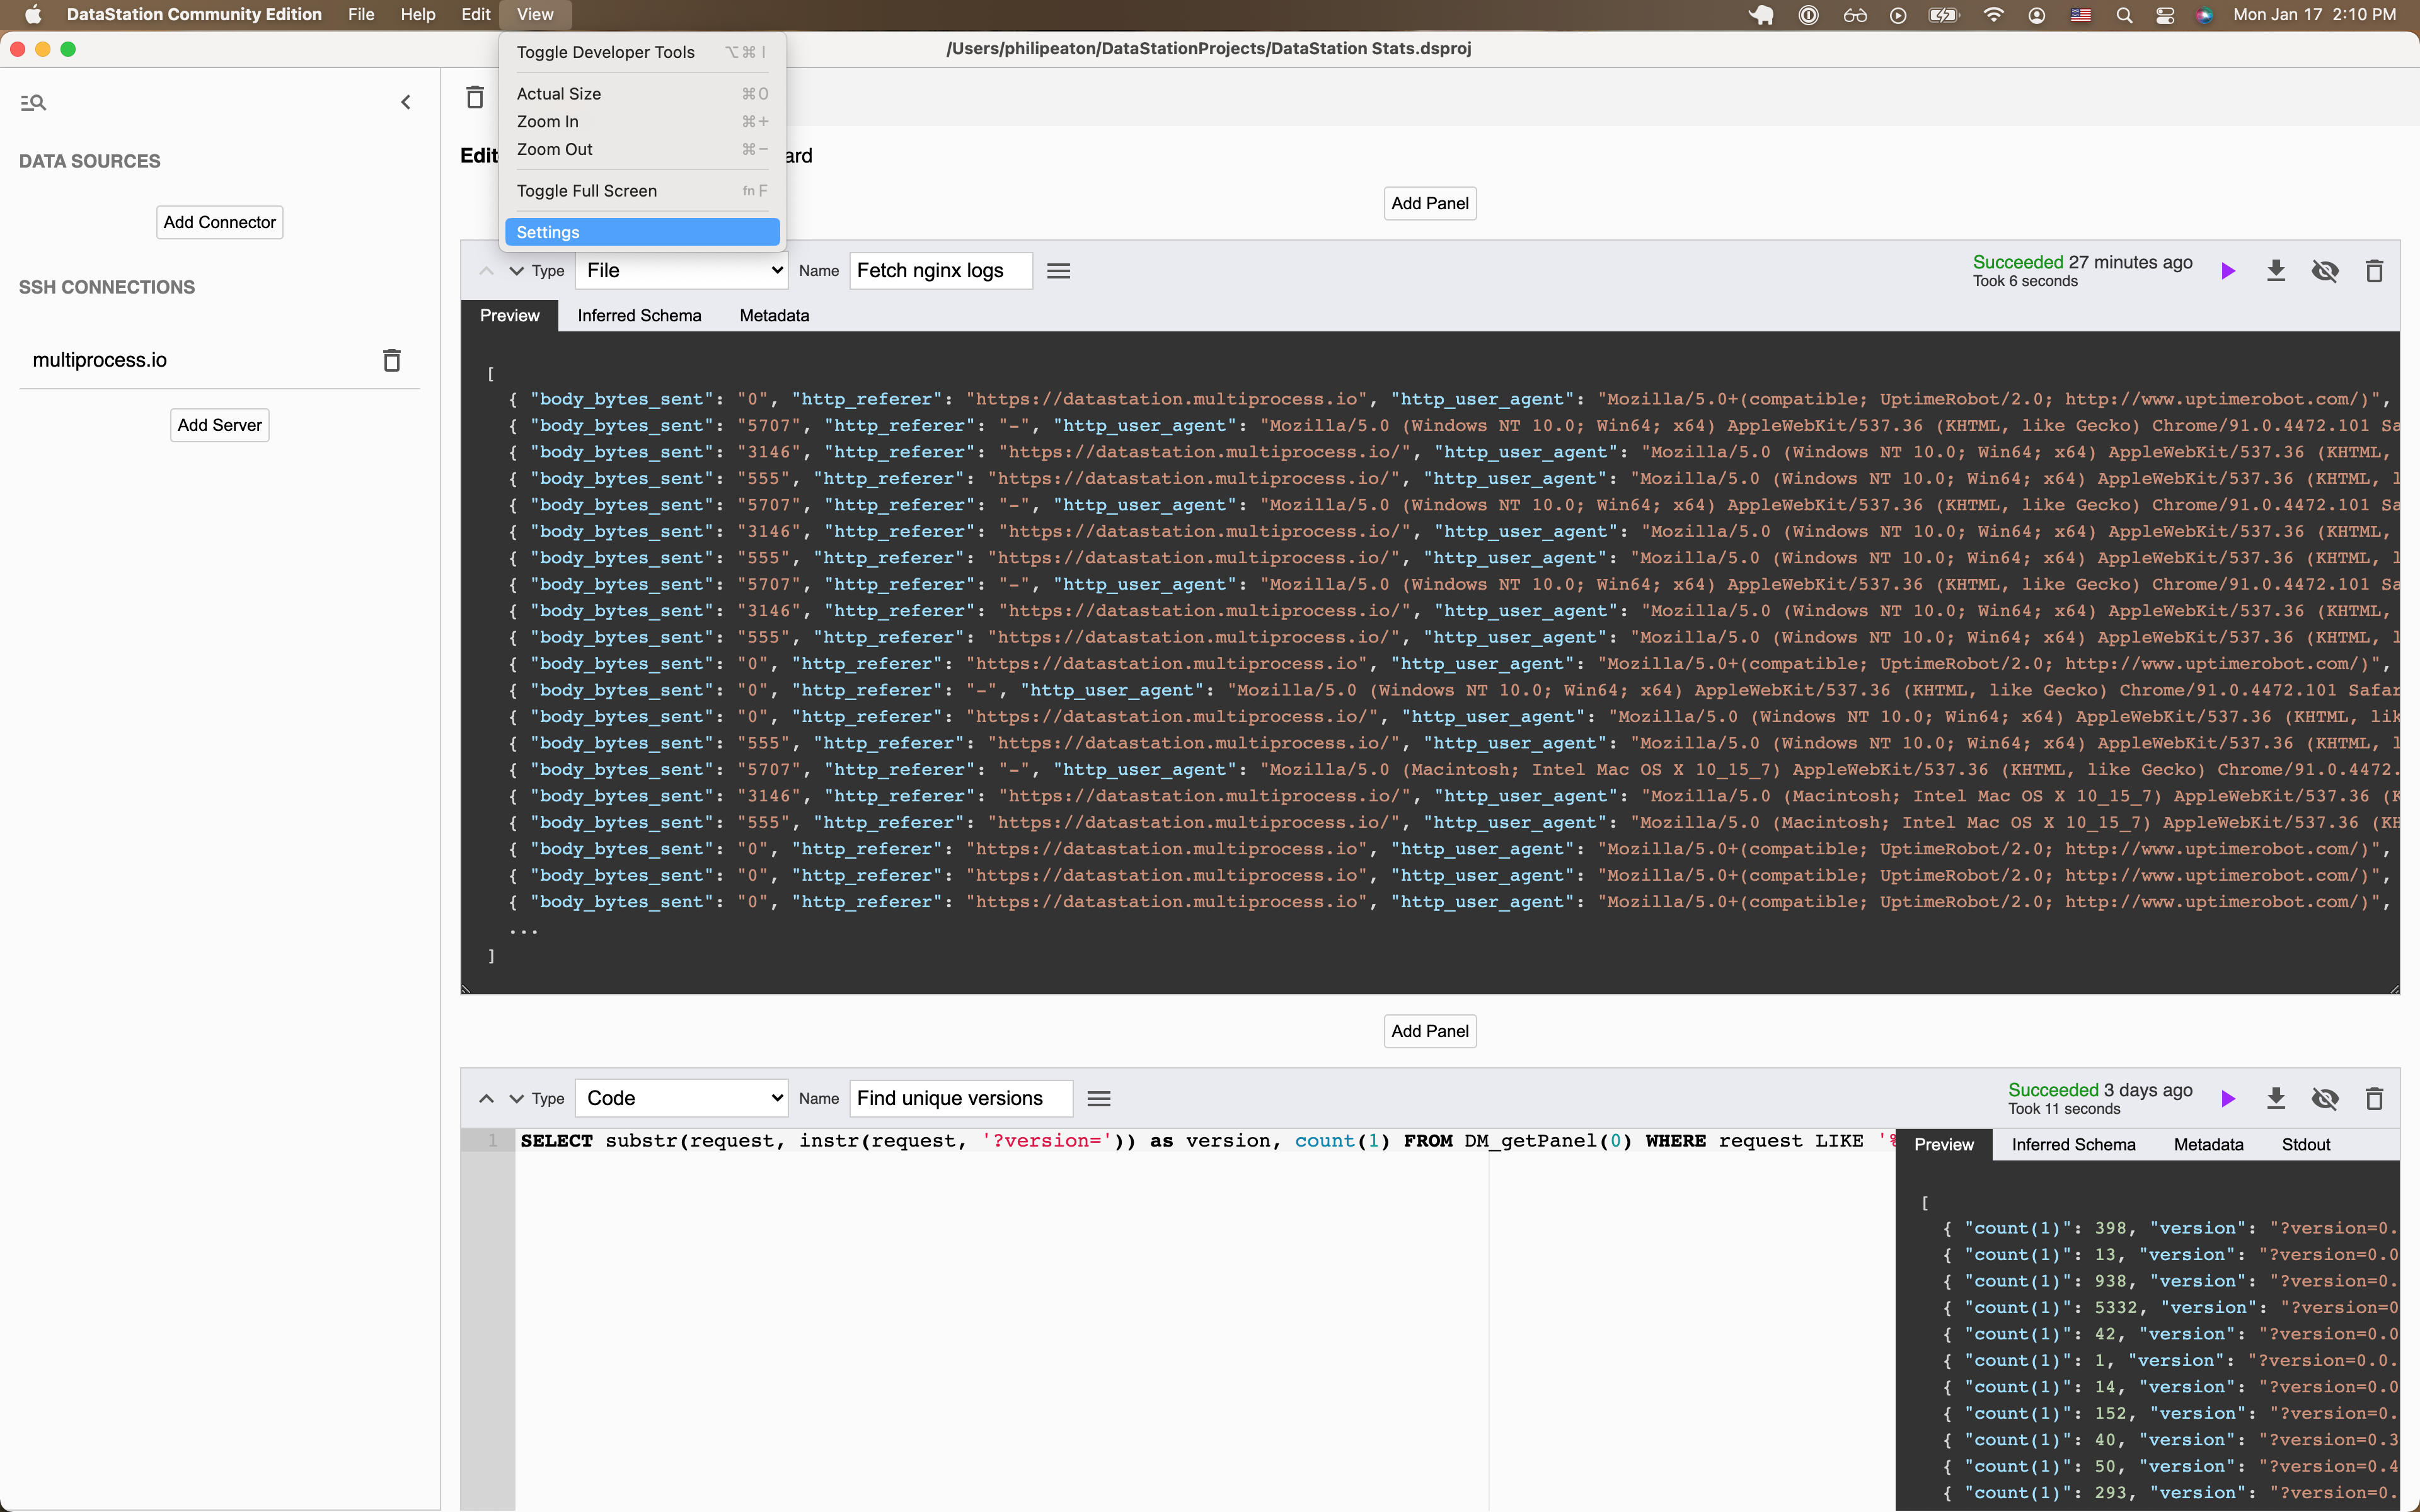 DataStation Community Edition File Help Edit View Mon Jan 17 2:10 PM
/Users/philipeaton/DataStationProjects/DataStation Stats.dsproj
Toggle Developer Tools ⌥⌘I
Actual Size ⌘0
Zoom In ⌘+
Zoom Out ⌘−
Toggle Full Screen fn F
Settings
DATA SOURCES
Add Connector
SSH CONNECTIONS
multiprocess.io
Add Server
Add Panel
Type File Name Fetch nginx logs Succeeded 27 minutes ago
Took 6 seconds
Preview Inferred Schema Metadata
[
{ "body_bytes_sent": "0", "http_referer": "https://datastation.multiprocess.io", "http_user_agent": "Mozilla/5.0+(compatible; UptimeRobot/2.0; http://www.uptimerobot.com/)",
{ "body_bytes_sent": "5707", "http_referer": "-", "http_user_agent": "Mozilla/5.0 (Windows NT 10.0; Win64; x64) AppleWebKit/537.36 (KHTML, like Gecko) Chrome/91.0.4472.101 Sa
{ "body_bytes_sent": "3146", "http_referer": "https://datastation.multiprocess.io/", "http_user_agent": "Mozilla/5.0 (Windows NT 10.0; Win64; x64) AppleWebKit/537.36 (KHTML,
{ "body_bytes_sent": "555", "http_referer": "https://datastation.multiprocess.io/", "http_user_agent": "Mozilla/5.0 (Windows NT 10.0; Win64; x64) AppleWebKit/537.36 (KHTML, l
{ "body_bytes_sent": "5707", "http_referer": "-", "http_user_agent": "Mozilla/5.0 (Windows NT 10.0; Win64; x64) AppleWebKit/537.36 (KHTML, like Gecko) Chrome/91.0.4472.101 Sa
{ "body_bytes_sent": "3146", "http_referer": "https://datastation.multiprocess.io/", "http_user_agent": "Mozilla/5.0 (Windows NT 10.0; Win64; x64) AppleWebKit/537.36 (KHTML,
{ "body_bytes_sent": "555", "http_referer": "https://datastation.multiprocess.io/", "http_user_agent": "Mozilla/5.0 (Windows NT 10.0; Win64; x64) AppleWebKit/537.36 (KHTML, l
{ "body_bytes_sent": "5707", "http_referer": "-", "http_user_agent": "Mozilla/5.0 (Windows NT 10.0; Win64; x64) AppleWebKit/537.36 (KHTML, like Gecko) Chrome/91.0.4472.101 Sa
{ "body_bytes_sent": "3146", "http_referer": "https://datastation.multiprocess.io/", "http_user_agent": "Mozilla/5.0 (Windows NT 10.0; Win64; x64) AppleWebKit/537.36 (KHTML,
{ "body_bytes_sent": "555", "http_referer": "https://datastation.multiprocess.io/", "http_user_agent": "Mozilla/5.0 (Windows NT 10.0; Win64; x64) AppleWebKit/537.36 (KHTML, l
{ "body_bytes_sent": "0", "http_referer": "https://datastation.multiprocess.io", "http_user_agent": "Mozilla/5.0+(compatible; UptimeRobot/2.0; http://www.uptimerobot.com/)",
{ "body_bytes_sent": "0", "http_referer": "-", "http_user_agent": "Mozilla/5.0 (Windows NT 10.0; Win64; x64) AppleWebKit/537.36 (KHTML, like Gecko) Chrome/91.0.4472.101 Safar
{ "body_bytes_sent": "0", "http_referer": "https://datastation.multiprocess.io/", "http_user_agent": "Mozilla/5.0 (Windows NT 10.0; Win64; x64) AppleWebKit/537.36 (KHTML, lik
{ "body_bytes_sent": "555", "http_referer": "https://datastation.multiprocess.io/", "http_user_agent": "Mozilla/5.0 (Windows NT 10.0; Win64; x64) AppleWebKit/537.36 (KHTML, l
{ "body_bytes_sent": "5707", "http_referer": "-", "http_user_agent": "Mozilla/5.0 (Macintosh; Intel Mac OS X 10_15_7) AppleWebKit/537.36 (KHTML, like Gecko) Chrome/91.0.4472.
{ "body_bytes_sent": "3146", "http_referer": "https://datastation.multiprocess.io/", "http_user_agent": "Mozilla/5.0 (Macintosh; Intel Mac OS X 10_15_7) AppleWebKit/537.36 (K
{ "body_bytes_sent": "555", "http_referer": "https://datastation.multiprocess.io/", "http_user_agent": "Mozilla/5.0 (Macintosh; Intel Mac OS X 10_15_7) AppleWebKit/537.36 (KH
{ "body_bytes_sent": "0", "http_referer": "https://datastation.multiprocess.io", "http_user_agent": "Mozilla/5.0+(compatible; UptimeRobot/2.0; http://www.uptimerobot.com/)",
{ "body_bytes_sent": "0", "http_referer": "https://datastation.multiprocess.io", "http_user_agent": "Mozilla/5.0+(compatible; UptimeRobot/2.0; http://www.uptimerobot.com/)",
{ "body_bytes_sent": "0", "http_referer": "https://datastation.multiprocess.io", "http_user_agent": "Mozilla/5.0+(compatible; UptimeRobot/2.0; http://www.uptimerobot.com/)",
...
]
Add Panel
Type Code Name Find unique versions Succeeded 3 days ago
Took 11 seconds
1 SELECT substr(request, instr(request, '?version=')) as version, count(1) FROM DM_getPanel(0) WHERE request LIKE '%
Preview Inferred Schema Metadata Stdout
[
{ "count(1)": 398, "version": "?version=0.
{ "count(1)": 13, "version": "?version=0.0
{ "count(1)": 938, "version": "?version=0.
{ "count(1)": 5332, "version": "?version=0
{ "count(1)": 42, "version": "?version=0.0
{ "count(1)": 1, "version": "?version=0.0.
{ "count(1)": 14, "version": "?version=0.0
{ "count(1)": 152, "version": "?version=0.
{ "count(1)": 40, "version": "?version=0.3
{ "count(1)": 50, "version": "?version=0.4
{ "count(1)": 293, "version": "?version=0.